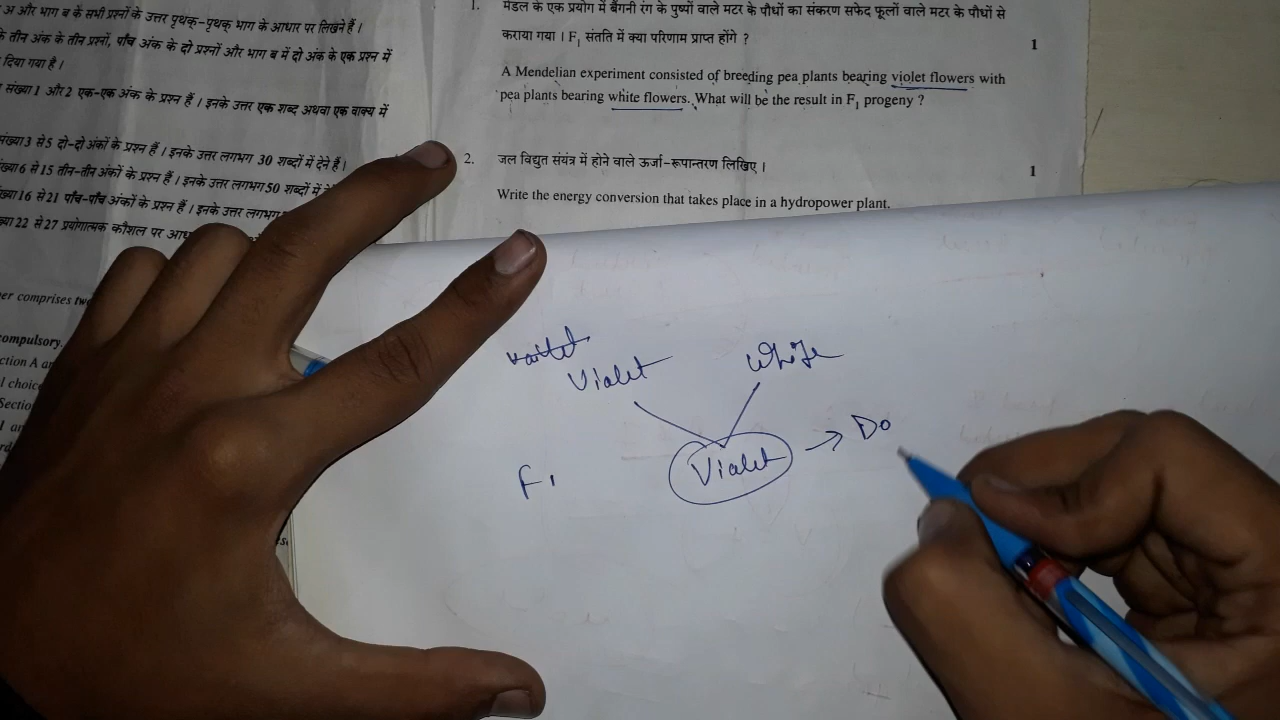 अ और भाग ब के सभी प्रश्नों के उत्तर पृथक्-पृथक् भाग के आधार पर लिखने हैं ।
के तीन अंक के तीन प्रश्नों, पाँच अंक के दो प्रश्नों और भाग ब में दो अंक के एक प्रश्न में
दिया गया है ।
संख्या 1 और 2 एक-एक अंक के प्रश्न हैं । इनके उत्तर एक शब्द अथवा एक वाक्य में
संख्या 3 से 5 दो-दो अंकों के प्रश्न हैं । इनके उत्तर लगभग 30 शब्दों में देने हैं ।
संख्या 6 से 15 तीन-तीन अंकों के प्रश्न हैं । इनके उत्तर लगभग 50 शब्दों में
संख्या 16 से 21 पाँच-पाँच अंकों के प्रश्न हैं । इनके उत्तर लगभग
संख्या 22 से 27 प्रयोगात्मक कौशल पर
er comprises two
compulsory.
ction A
l choice
Section
1. मेंडल के एक प्रयोग में बैंगनी रंग के पुष्पों वाले मटर के पौधों का संकरण सफेद फूलों वाले मटर के पौधों से
कराया गया । F1 संतति में क्या परिणाम प्राप्त होंगे ? 1
A Mendelian experiment consisted of breeding pea plants bearing violet flowers with
pea plants bearing white flowers. What will be the result in F1 progeny ?
2. जल विद्युत संयंत्र में होने वाले ऊर्जा-रूपान्तरण लिखिए । 1
Write the energy conversion that takes place in a hydropower plant.
Violet White
F1 Violet → Do